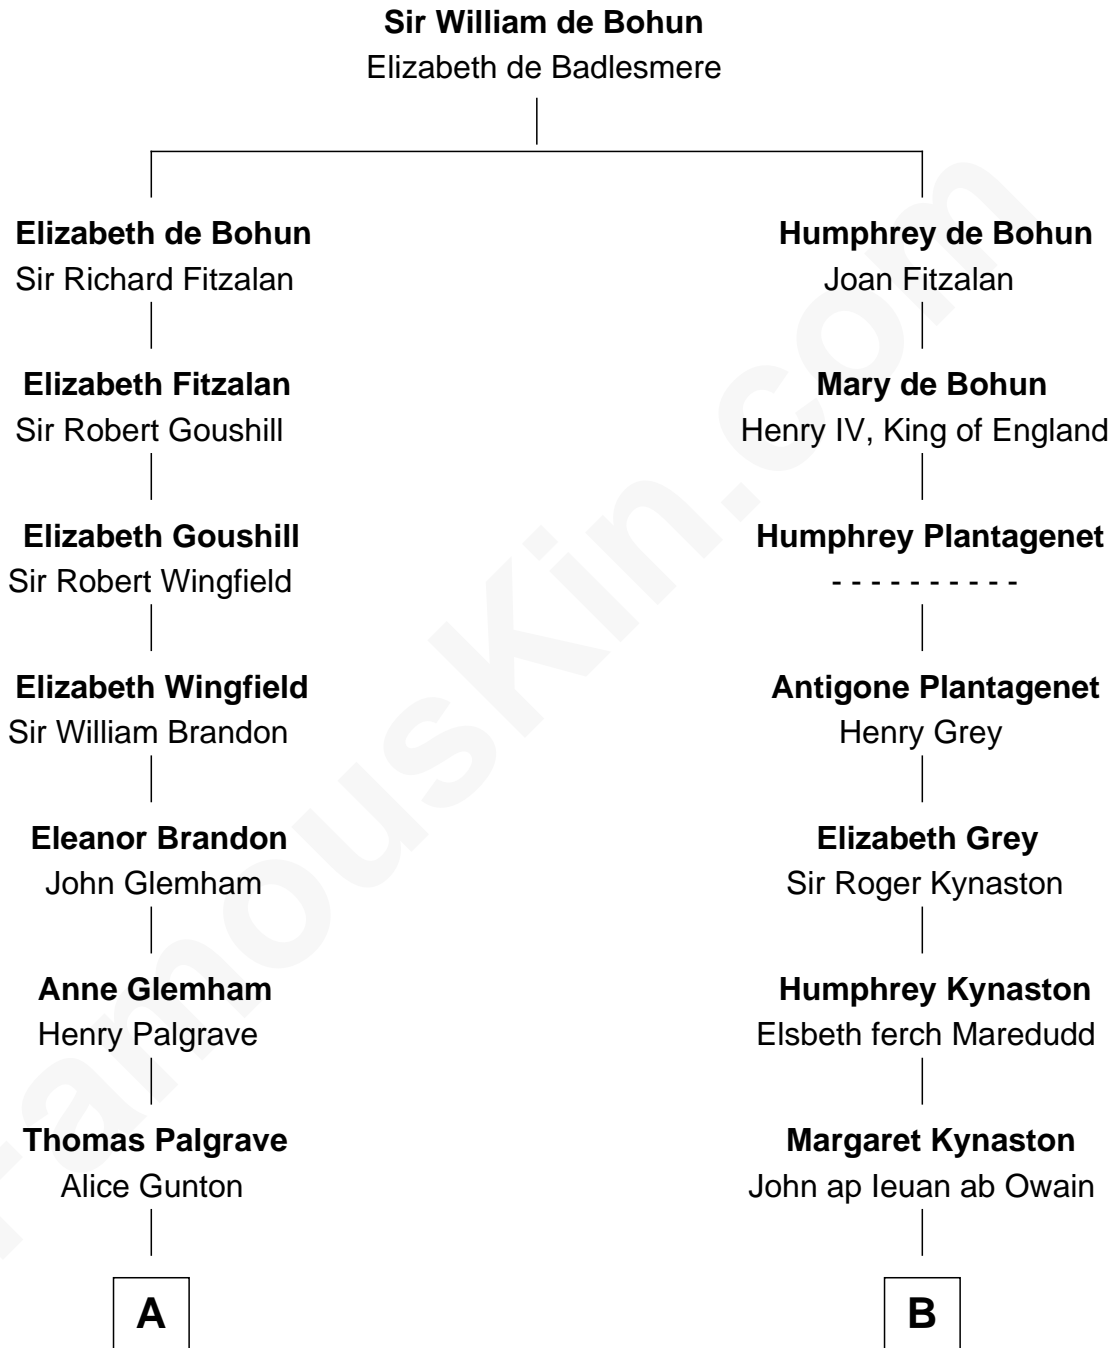 Sir William de Bohun
Elizabeth de Badlesmere
Elizabeth de Bohun
Sir Richard Fitzalan
Humphrey de Bohun
Joan Fitzalan
Elizabeth Fitzalan
Sir Robert Goushill
Mary de Bohun
Henry IV, King of England
Elizabeth Goushill
Sir Robert Wingfield
Humphrey Plantagenet
- - - - - - - - - -
Elizabeth Wingfield
Sir William Brandon
Antigone Plantagenet
Henry Grey
Eleanor Brandon
John Glemham
Elizabeth Grey
Sir Roger Kynaston
Anne Glemham
Henry Palgrave
Humphrey Kynaston
Elsbeth ferch Maredudd
Thomas Palgrave
Alice Gunton
Margaret Kynaston
John ap Ieuan ab Owain
A
B
FamousKin.com